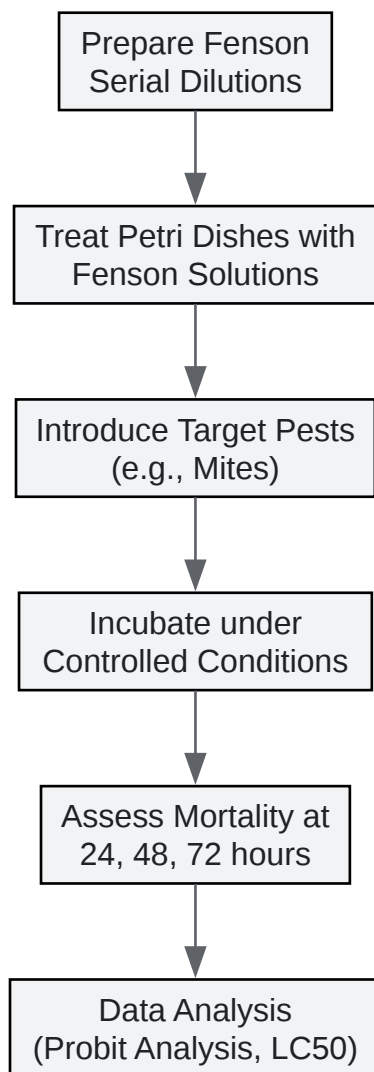 Prepare Fenson
Serial Dilutions
Treat Petri Dishes with
Fenson Solutions
Introduce Target Pests
(e.g., Mites)
Incubate under
Controlled Conditions
Assess Mortality at
24, 48, 72 hours
Data Analysis
(Probit Analysis, LC50)